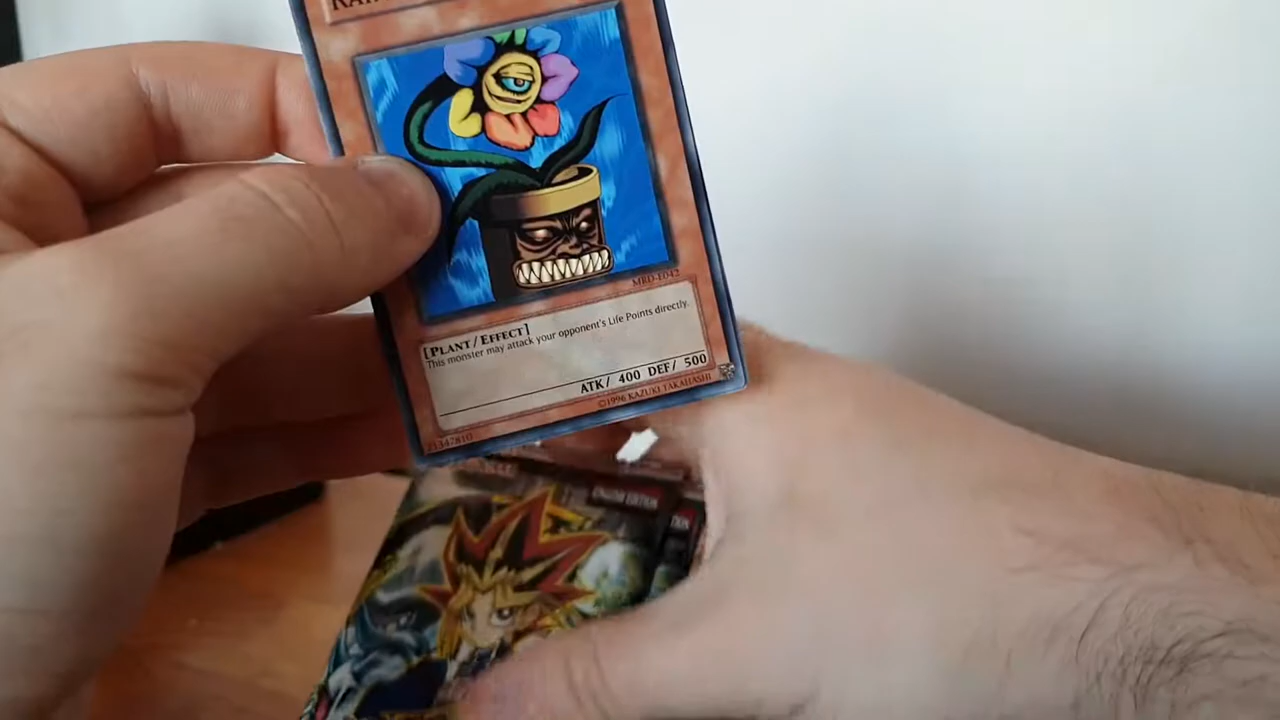 MRD-E042
[PLANT/EFFECT]
This monster may attack your opponent's Life Points directly.
ATK/ 400 DEF/ 500
©1996 KAZUKI TAKAHASHI